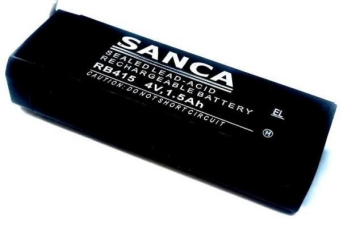 SANCA
SEALED LEAD-ACID
RECHARGEABLE BATTERY
RB415 4V,1.5Ah
CAUTION: DO NOT SHORT CIRCUIT
EL
H